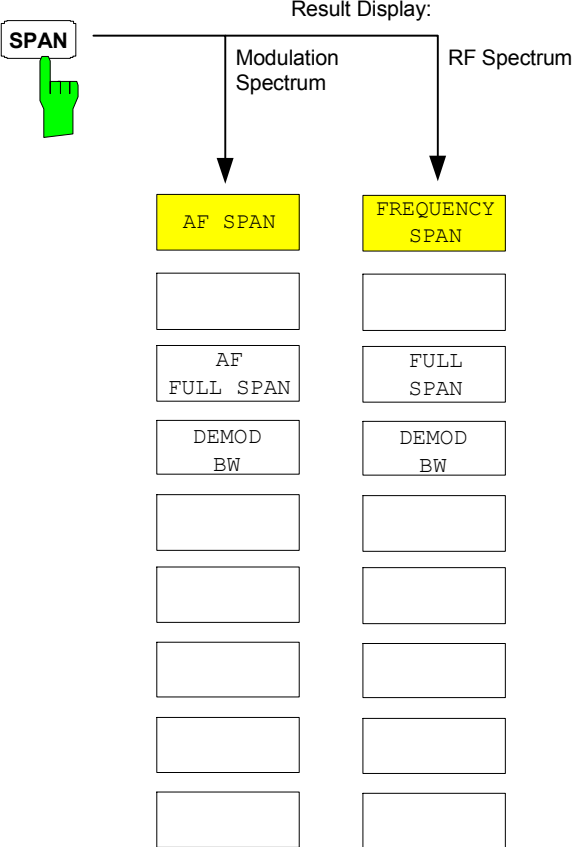 Result Display:
SPAN
Modulation
Spectrum
RF Spectrum
AF SPAN
FREQUENCY
SPAN
AF
FULL SPAN
FULL
SPAN
DEMOD
BW
DEMOD
BW